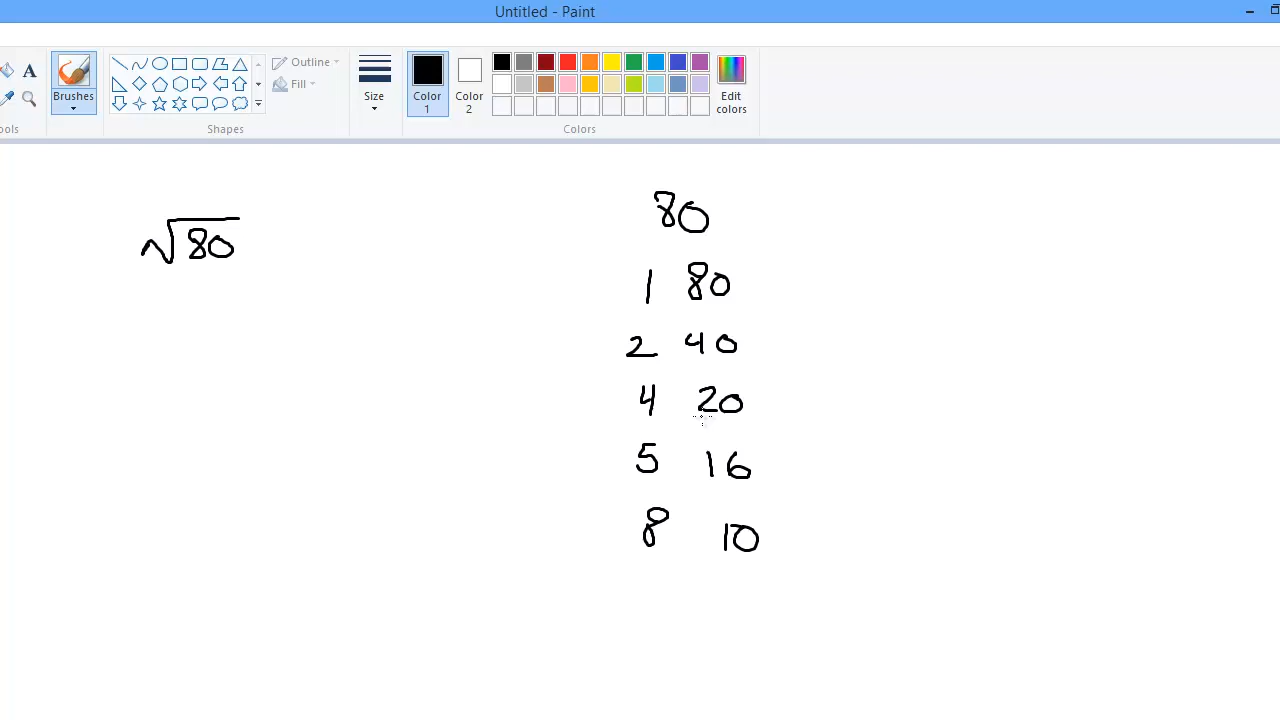 Untitled - Paint
Outline
Fill
Brushes
Size
Color 1
Color 2
Edit colors
ools
Shapes
Colors
√80
80
1 80
2 40
4 20
5 16
8 10